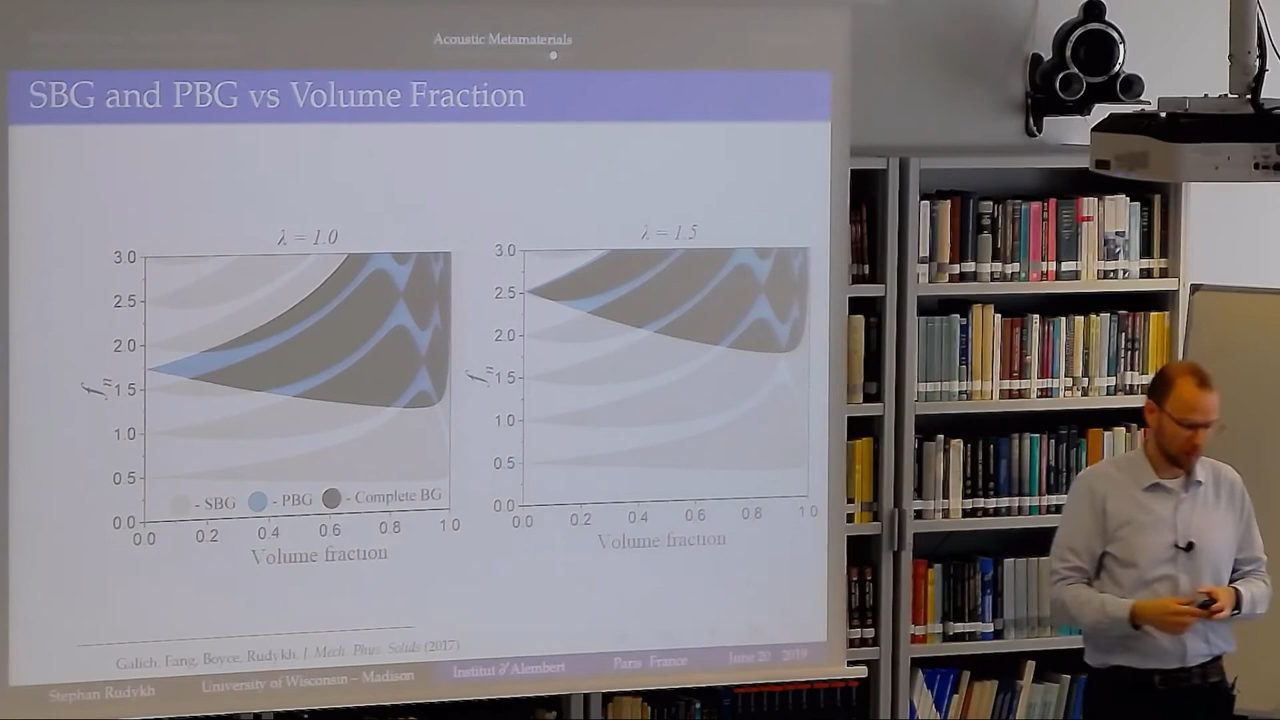 Acoustic Metamaterials
SBG and PBG vs Volume Fraction
λ = 1.0
3.0
2.5
2.0
1.5
1.0
0.5
0.0
fn
0.0 0.2 0.4 0.6 0.8 1.0
Volume fraction
- SBG - PBG - Complete BG
λ = 1.5
3.0
2.5
2.0
1.5
1.0
0.5
0.0
fn
0.0 0.2 0.4 0.6 0.8 1.0
Volume fraction
Galich, Fang, Boyce, Rudykh, J. Mech. Phys. Solids (2017)
Stephan Rudykh University of Wisconsin – Madison Institut ∂'Alembert Paris France June 20 2019